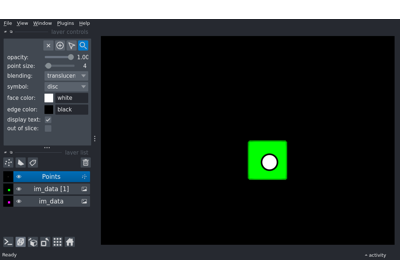 File View Window Plugins Help
layer controls
opacity: 1.00
point size: 4
blending: translucen
symbol: disc
face color: white
edge color: black
display text:
out of slice:
layer list
Points
im_data [1]
im_data
Ready
activity